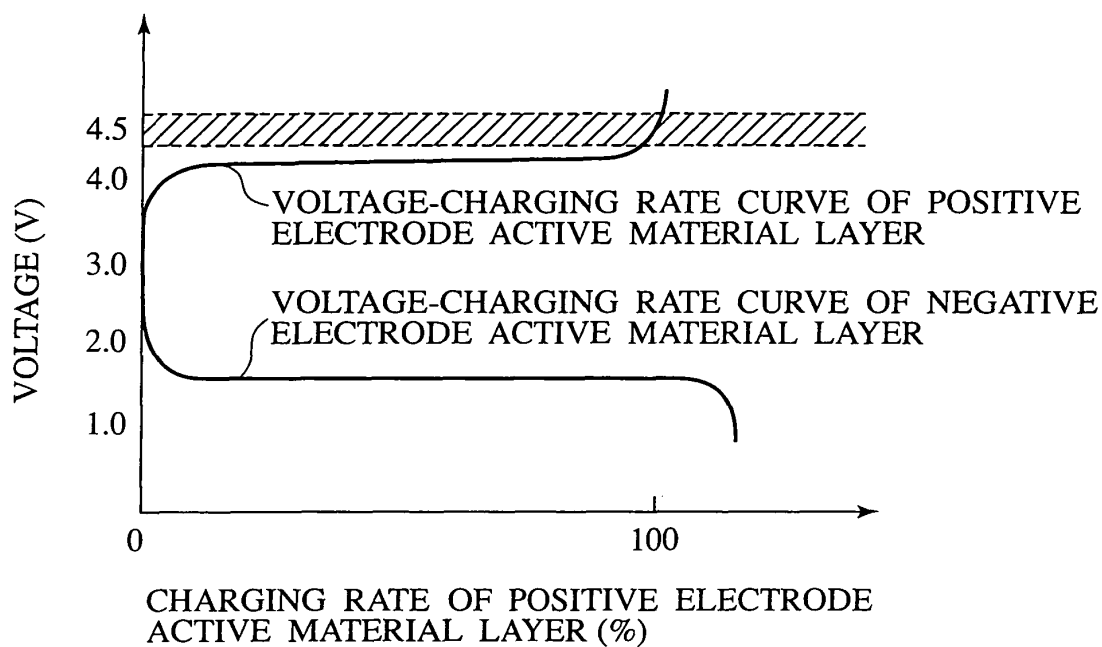 4.5
4.0
VOLTAGE-CHARGING RATE CURVE OF POSITIVE
ELECTRODE ACTIVE MATERIAL LAYER
3.0
VOLTAGE-CHARGING RATE CURVE OF NEGATIVE
ELECTRODE ACTIVE MATERIAL LAYER
2.0
1.0
VOLTAGE (V)
0
100
CHARGING RATE OF POSITIVE ELECTRODE
ACTIVE MATERIAL LAYER (%)